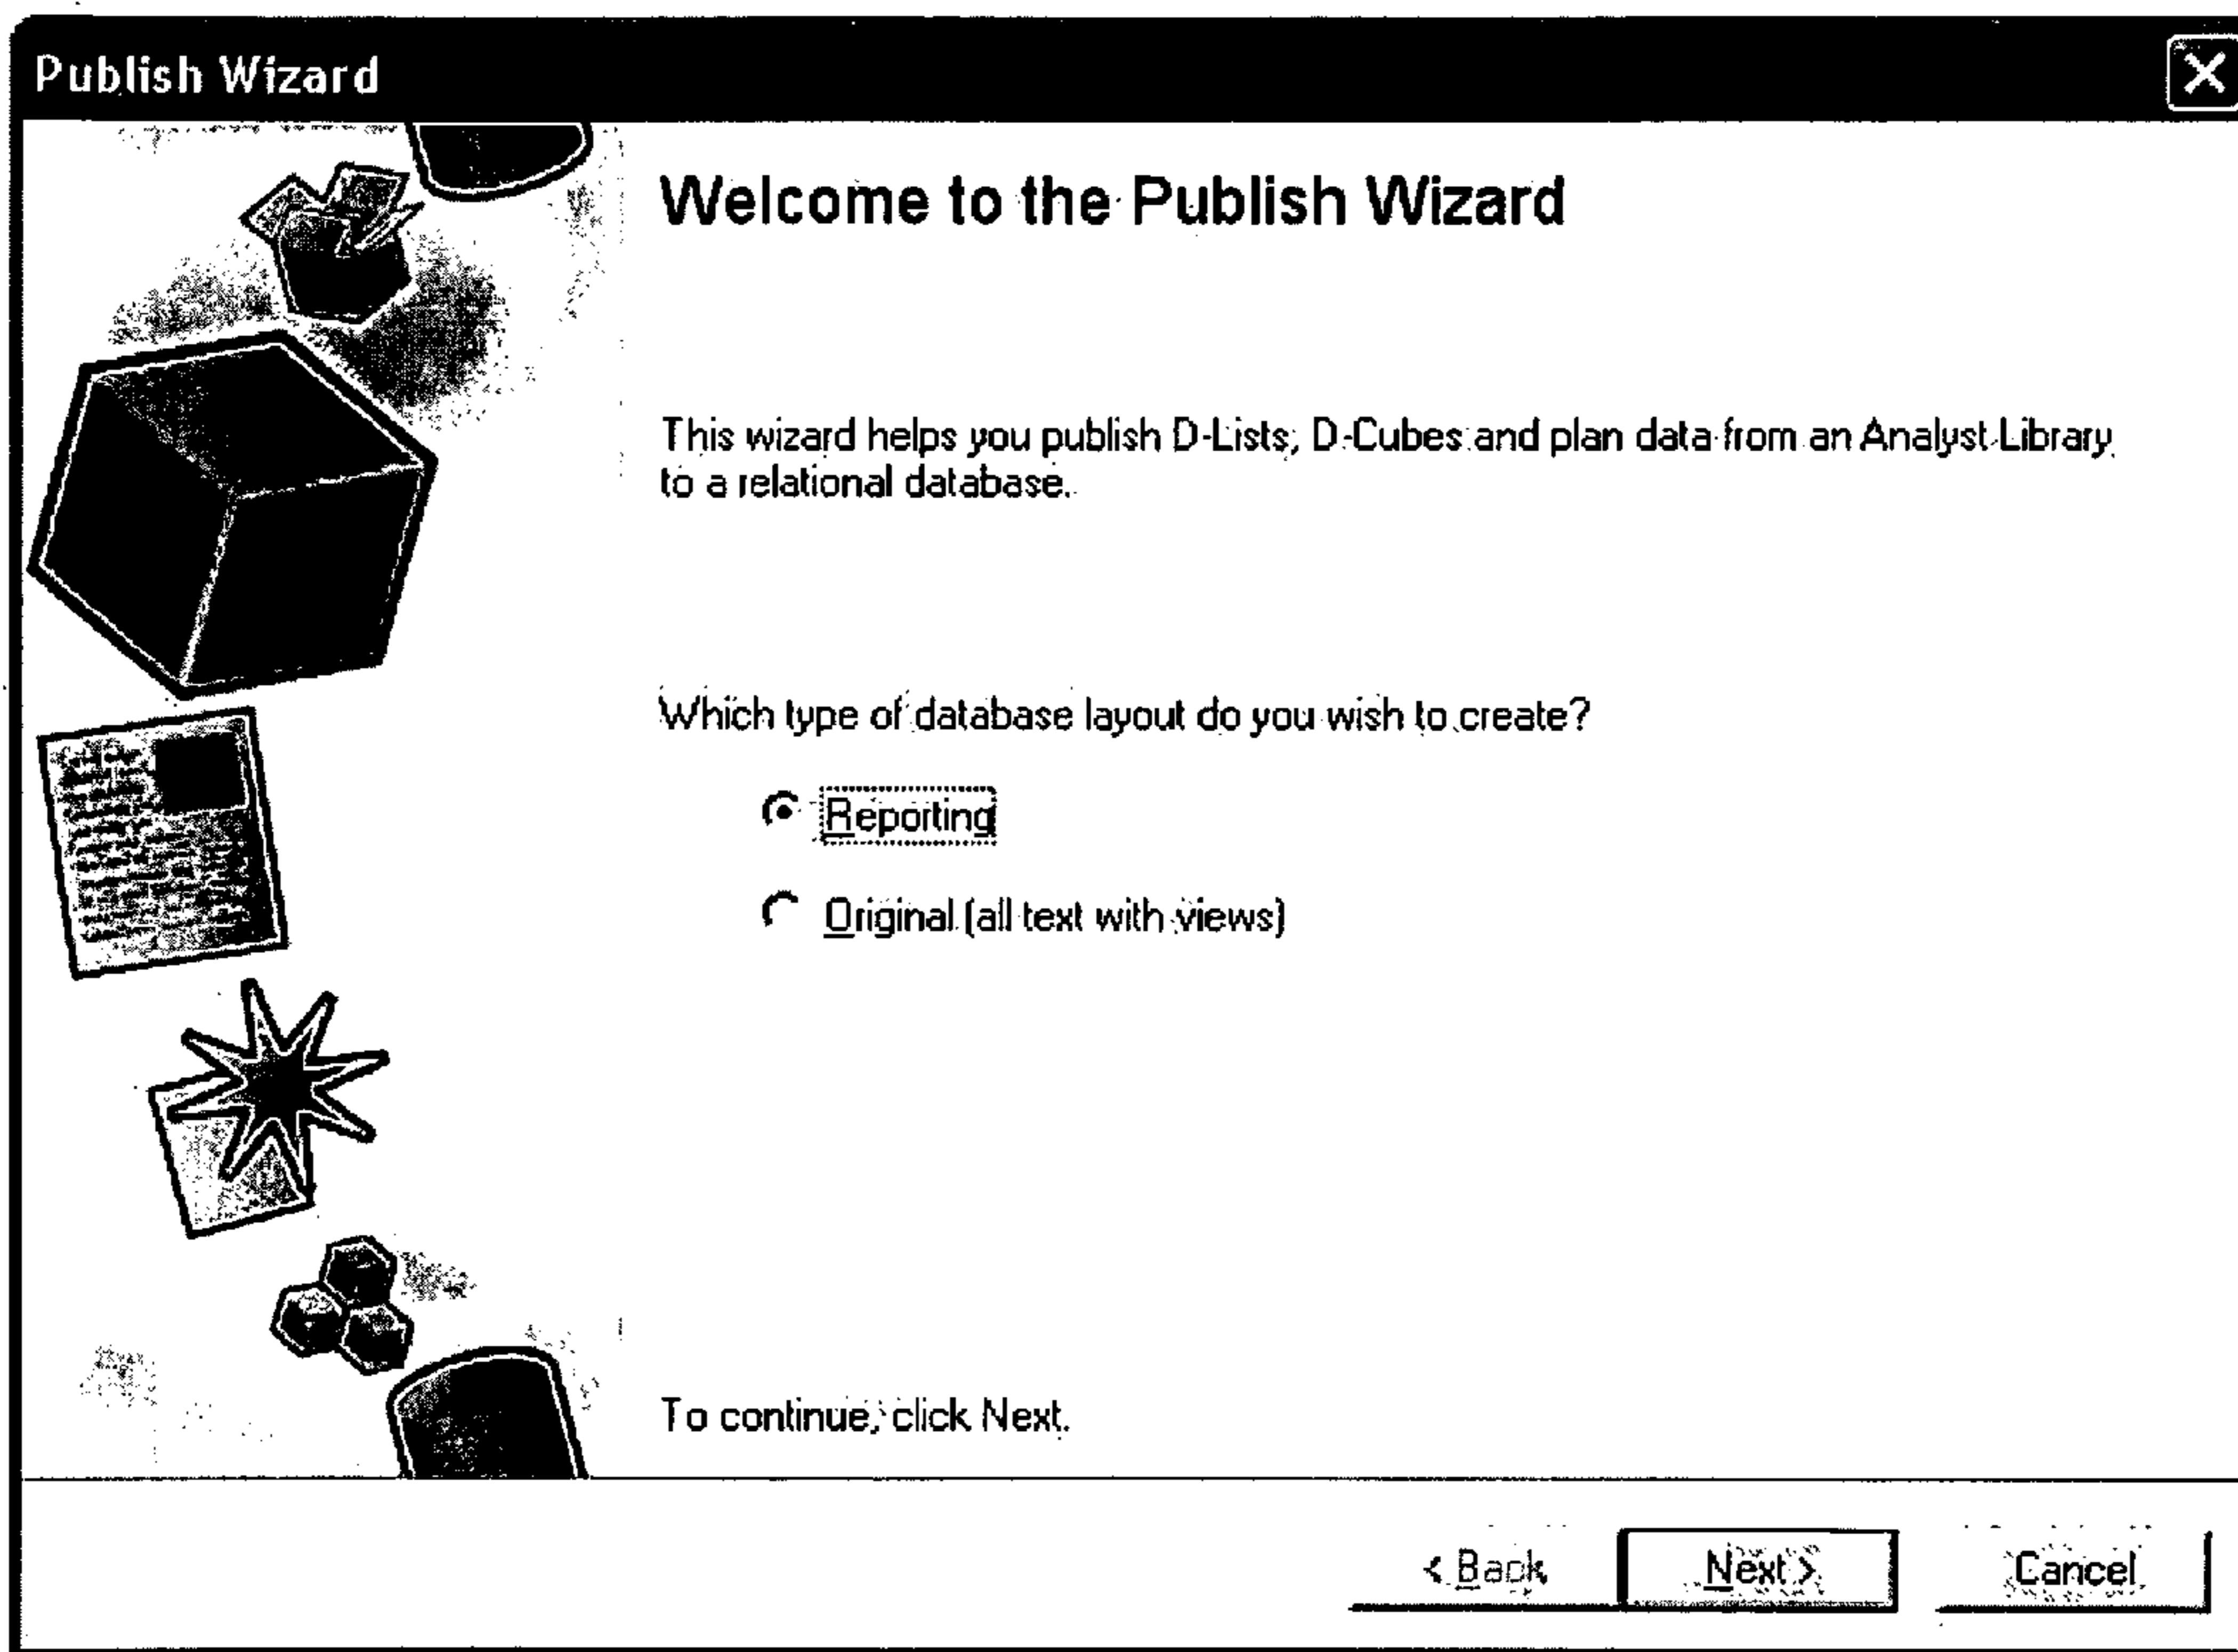 Publish Wizard
Welcome to the Publish Wizard
This wizard helps you publish D-Lists, D-Cubes and plan data from an Analyst Library
to a relational database.
Which type of database layout do you wish to create?
Reporting
Original (all text with views)
To continue, click Next.
< Back Next > Cancel